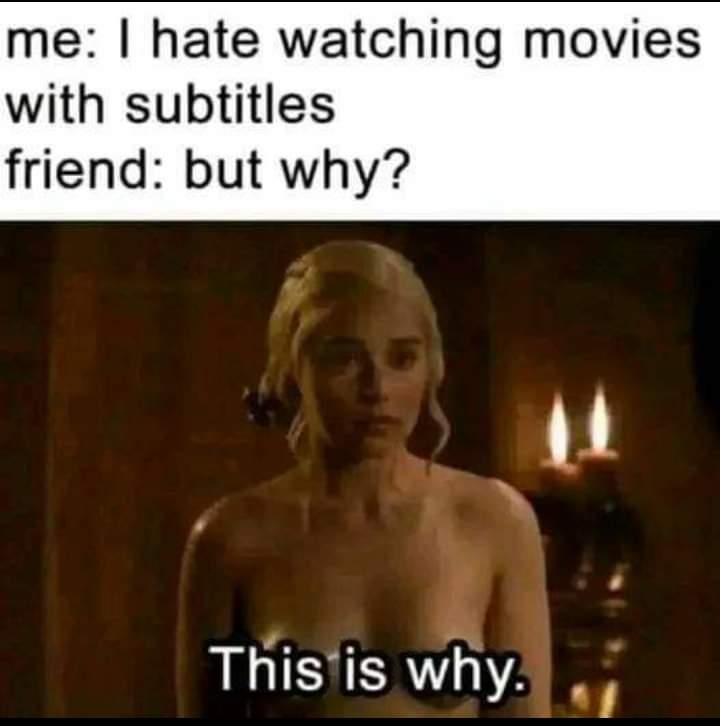 me: I hate watching movies
with subtitles
friend: but why?
This is why.